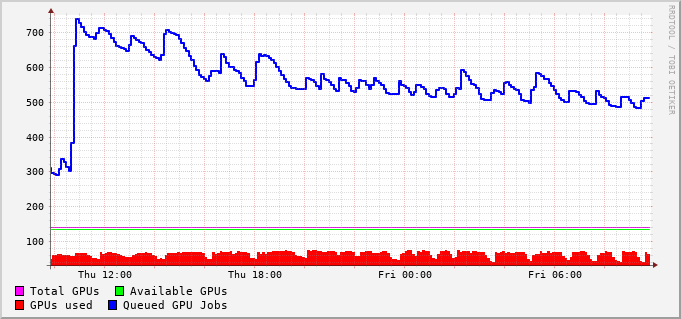 700
600
500
400
300
200
100
Thu 12:00 Thu 18:00 Fri 00:00 Fri 06:00
Total GPUs Available GPUs
GPUs used Queued GPU Jobs
RRDTOOL / TOBI OETIKER